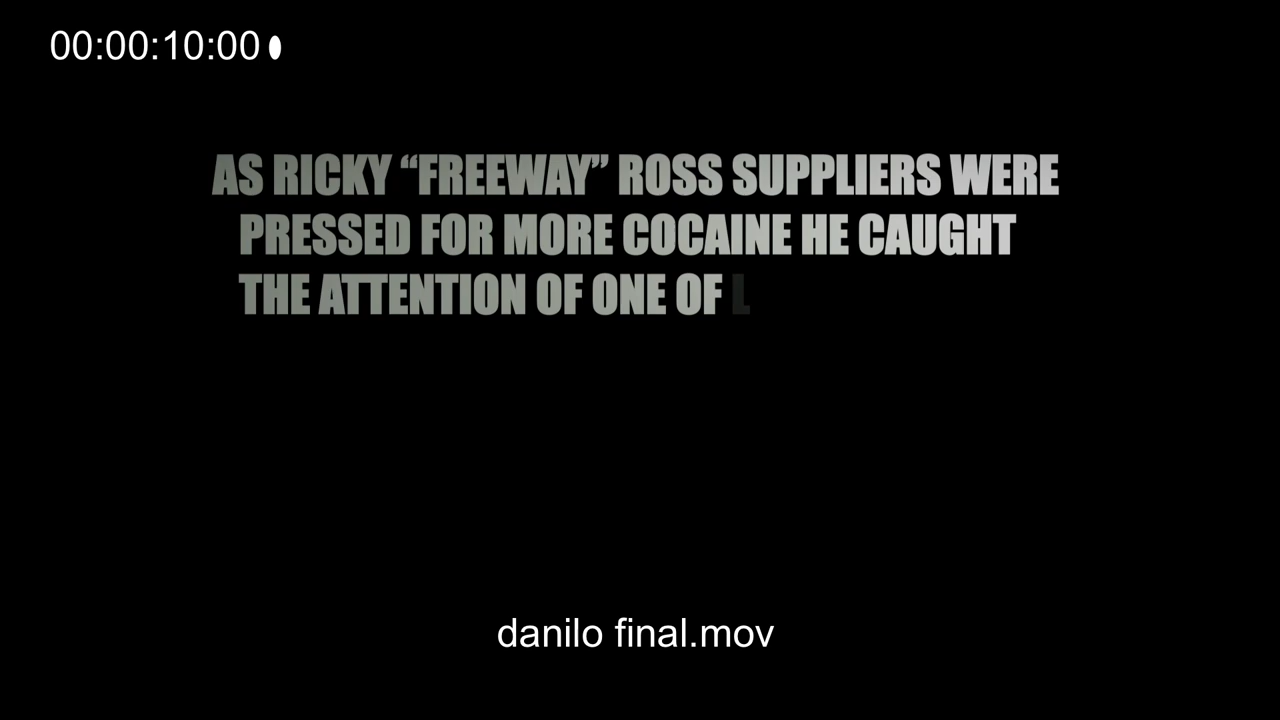 00:00:10:00
AS RICKY “FREEWAY” ROSS SUPPLIERS WERE
PRESSED FOR MORE COCAINE HE CAUGHT
THE ATTENTION OF ONE OF L
danilo final.mov